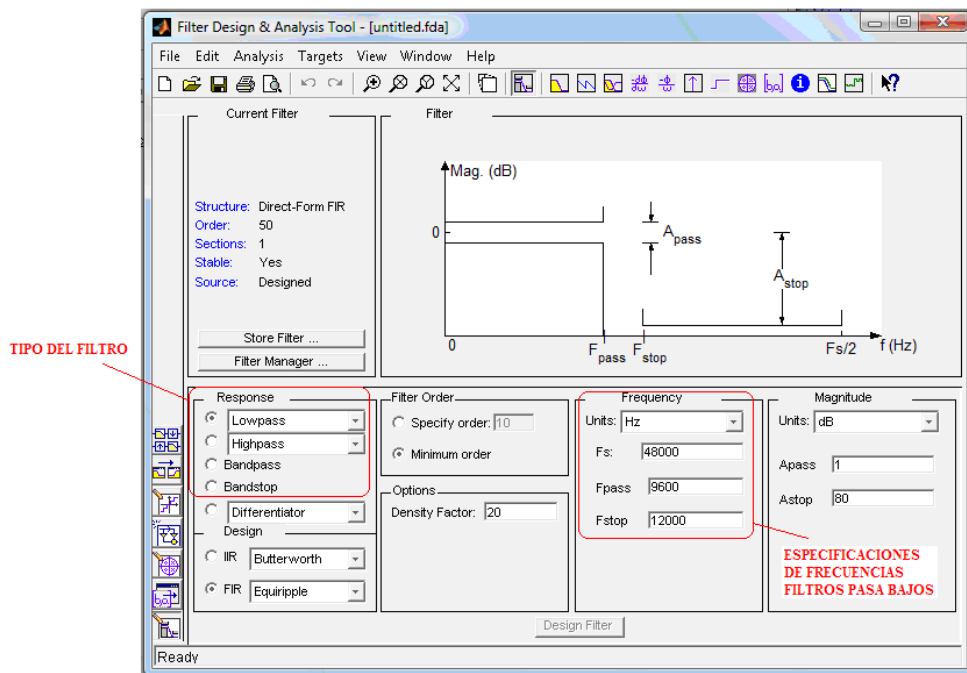 Filter Design & Analysis Tool - [untitled.fda]
File Edit Analysis Targets View Window Help
Current Filter
Structure: Direct-Form FIR
Order: 50
Sections: 1
Stable: Yes
Source: Designed
Store Filter ...
Filter Manager ...
Filter
Mag. (dB)
0
A pass
A stop
0
F pass
F stop
Fs/2
f (Hz)
TIPO DEL FILTRO
Response
Lowpass
Highpass
Bandpass
Bandstop
Differentiator
Design
IIR Butterworth
FIR Equiripple
Filter Order
Specify order: 10
Minimum order
Options
Density Factor: 20
Frequency
Units: Hz
Fs: 48000
Fpass 9600
Fstop 12000
ESPECIFICACIONES
DE FRECUENCIAS
FILTROS PASA BAJOS
Magnitude
Units: dB
Apass 1
Astop 80
Design Filter
Ready